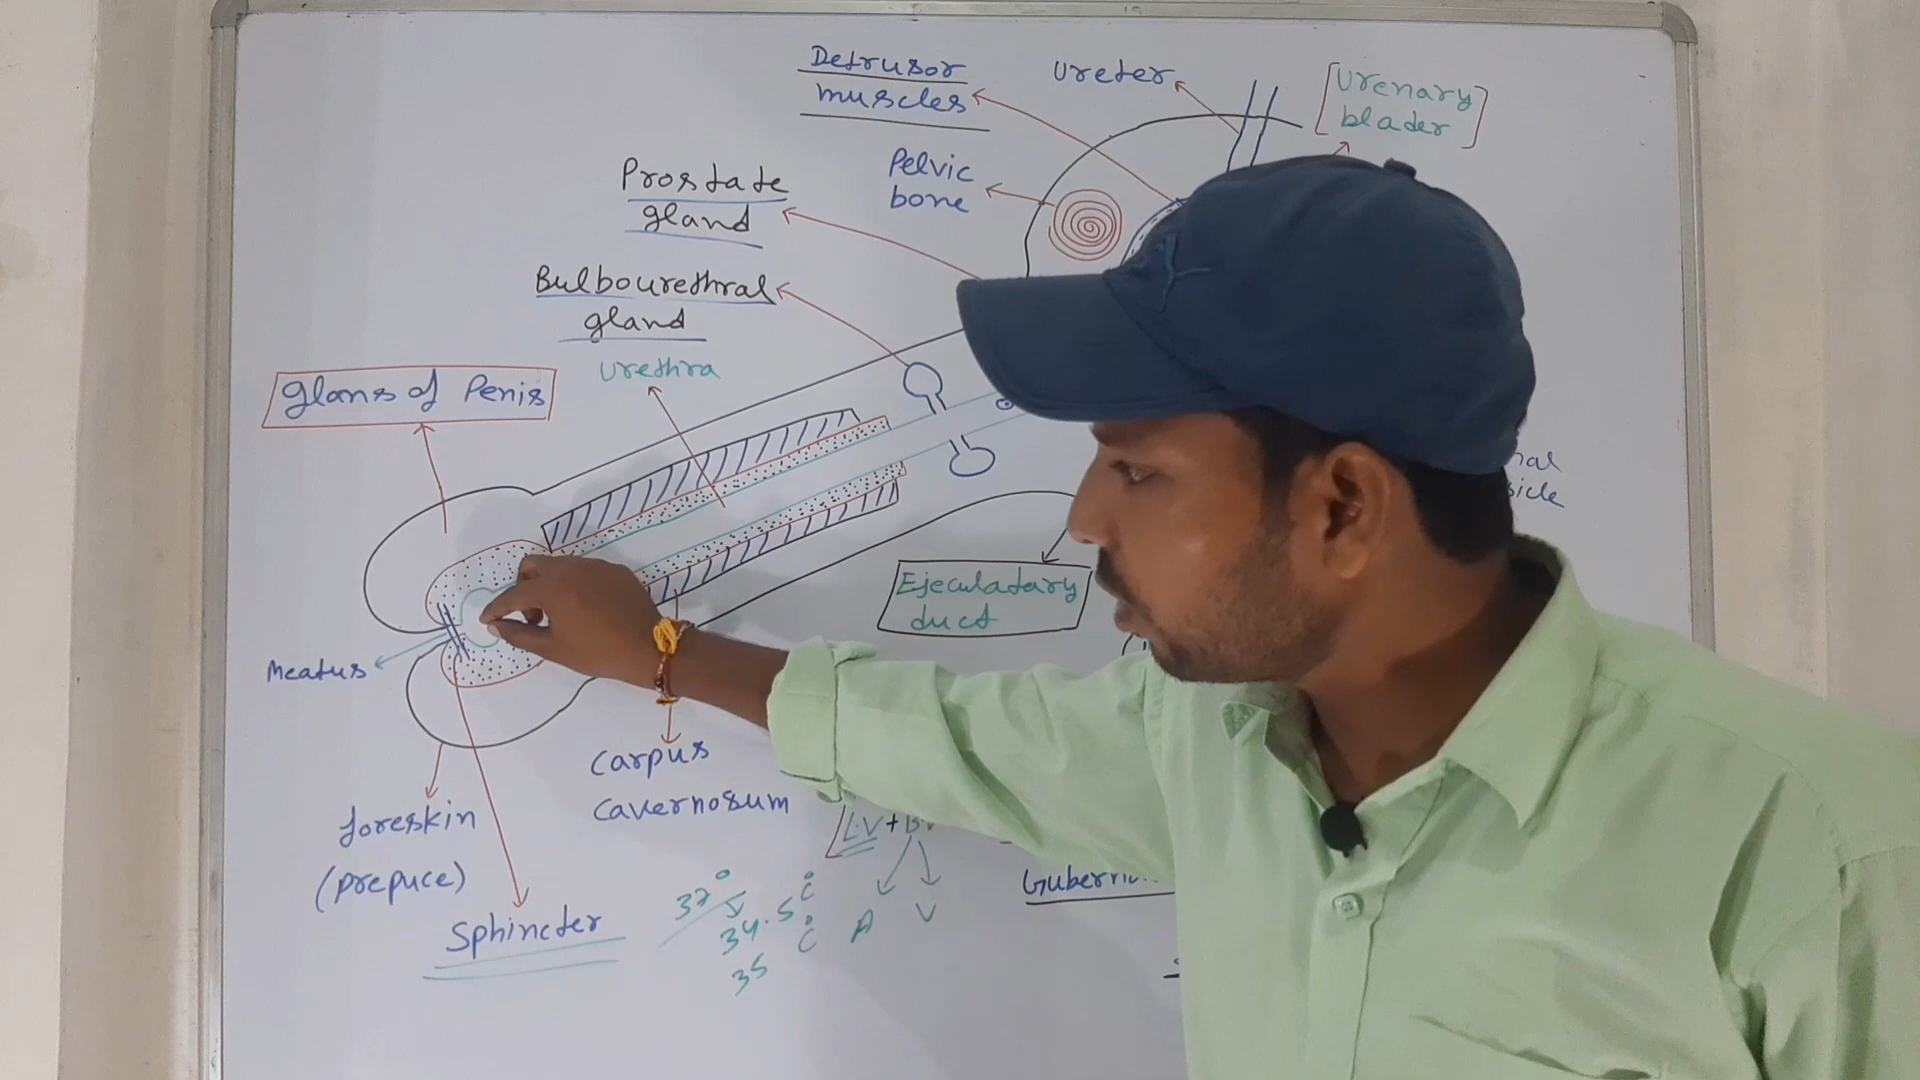 Detrusor
muscles
Ureter
[Urenary
blader]
Pelvic
bone
Prostate
gland
Bulbourethral
gland
Urethra
Glans of Penis
Ejeculatary
duct
Meatus
Carpus
cavernosum
foreskin
(prepuce)
Sphincter
L.V + B.V
A
V
37°
34.5°C
35 °C